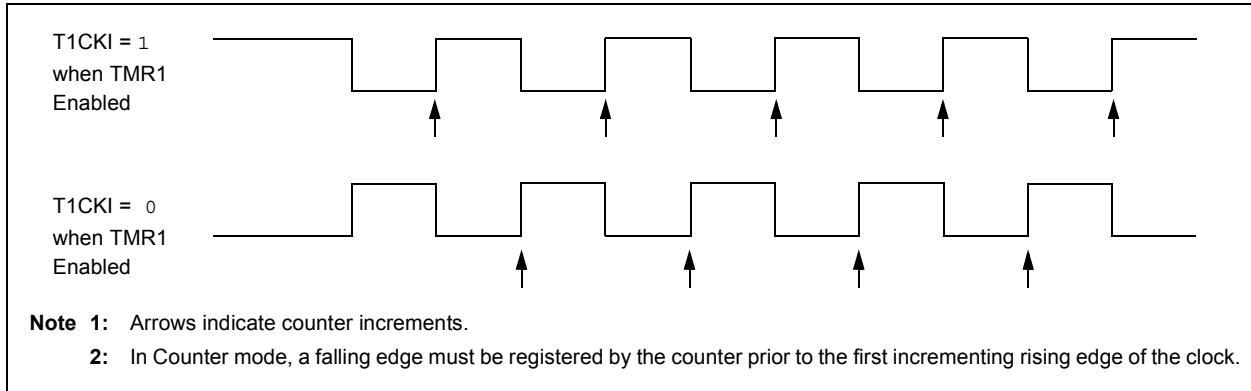 T1CKI = 1
when TMR1
Enabled
T1CKI = 0
when TMR1
Enabled
Note 1: Arrows indicate counter increments.
2: In Counter mode, a falling edge must be registered by the counter prior to the first incrementing rising edge of the clock.